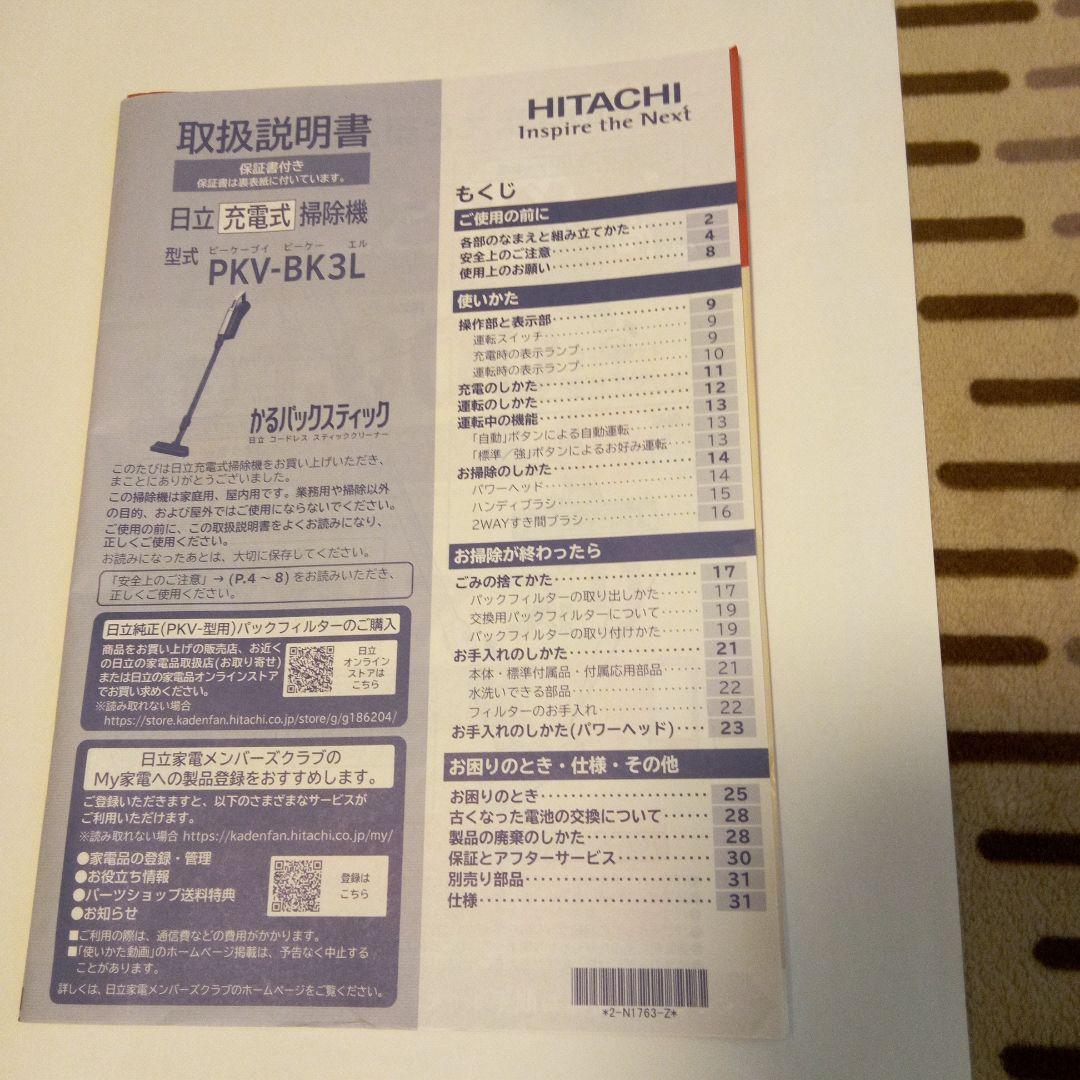 取扱説明書
保証書付き
保証書は裏表紙に付いています。
日立 充電式 掃除機
ピーケーブイ ビーケー エル
型式 PKV-BK3L
かるパックスティック
日立 コードレス スティッククリーナー
このたびは日立充電式掃除機をお買い上げいただき、
まことにありがとうございました。
この掃除機は家庭用、屋内用です。業務用や掃除以外
の目的、および屋外ではご使用にならないでください。
ご使用の前に、この取扱説明書をよくお読みになり、
正しくご使用ください。
お読みになったあとは、大切に保存してください。
「安全上のご注意」→(P.4～8)をお読みいただき、
正しくご使用ください。
日立純正(PKV-型用)パックフィルターのご購入
商品をお買い上げの販売店、お近く
の日立の家電品取扱店(お取り寄せ)
または日立の家電品オンラインストア
でお買い求めください。
※読み取れない場合
https://store.kadenfan.hitachi.co.jp/store/g/g186204/
日立
オンライン
ストアは
こちら
日立家電メンバーズクラブの
My家電への製品登録をおすすめします。
ご登録いただきますと、以下のさまざまなサービスが
ご利用いただけます。
※読み取れない場合 https://kadenfan.hitachi.co.jp/my/
●家電品の登録・管理
●お役立ち情報
●パーツショップ送料特典
●お知らせ
登録は
こちら
■ご利用の際は、通信費などの費用がかかります。
■「使いかた動画」のホームページ掲載は、予告なく中止する
ことがあります。
詳しくは、日立家電メンバーズクラブのホームページをご覧ください。
HITACHI
Inspire the Next
もくじ
ご使用の前に
各部のなまえと組み立てかた‥‥‥‥ 2
安全上のご注意‥‥‥‥‥‥‥‥ 4
使用上のお願い‥‥‥‥‥‥‥‥ 8
使いかた
操作部と表示部‥‥‥‥‥‥‥‥ 9
運転スイッチ‥‥‥‥‥‥‥‥ 9
充電時の表示ランプ‥‥‥‥‥‥ 9
運転時の表示ランプ‥‥‥‥‥‥ 10
充電のしかた‥‥‥‥‥‥‥‥‥ 11
運転のしかた‥‥‥‥‥‥‥‥‥ 12
運転中の機能‥‥‥‥‥‥‥‥‥ 13
「自動」ボタンによる自動運転‥‥‥ 13
「標準／強」ボタンによるお好み運転‥‥ 13
お掃除のしかた‥‥‥‥‥‥‥‥ 14
パワーヘッド‥‥‥‥‥‥‥‥ 14
ハンディブラシ‥‥‥‥‥‥‥ 15
2WAYすき間ブラシ‥‥‥‥‥‥ 16
お掃除が終わったら
ごみの捨てかた‥‥‥‥‥‥‥‥ 17
パックフィルターの取り出しかた‥‥ 17
交換用パックフィルターについて‥‥ 19
パックフィルターの取り付けかた‥‥ 19
お手入れのしかた‥‥‥‥‥‥‥ 21
本体・標準付属品・付属応用部品‥‥ 21
水洗いできる部品‥‥‥‥‥‥‥ 22
フィルターのお手入れ‥‥‥‥‥ 22
お手入れのしかた(パワーヘッド)‥‥ 23
お困りのとき・仕様・その他
お困りのとき‥‥‥‥‥‥‥‥‥ 25
古くなった電池の交換について‥‥‥ 28
製品の廃棄のしかた‥‥‥‥‥‥‥ 28
保証とアフターサービス‥‥‥‥‥ 30
別売り部品‥‥‥‥‥‥‥‥‥‥ 31
仕様‥‥‥‥‥‥‥‥‥‥‥‥‥ 31
*2-N1763-Z*